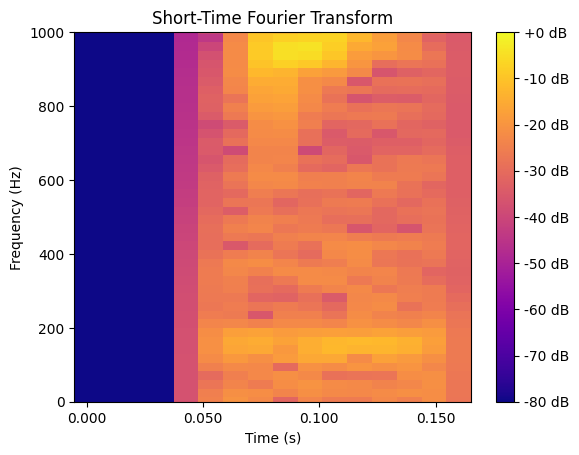 Short-Time Fourier Transform
1000
800
600
400
200
0
Frequency (Hz)
0.000
0.050
0.100
0.150
Time (s)
+0 dB
-10 dB
-20 dB
-30 dB
-40 dB
-50 dB
-60 dB
-70 dB
-80 dB